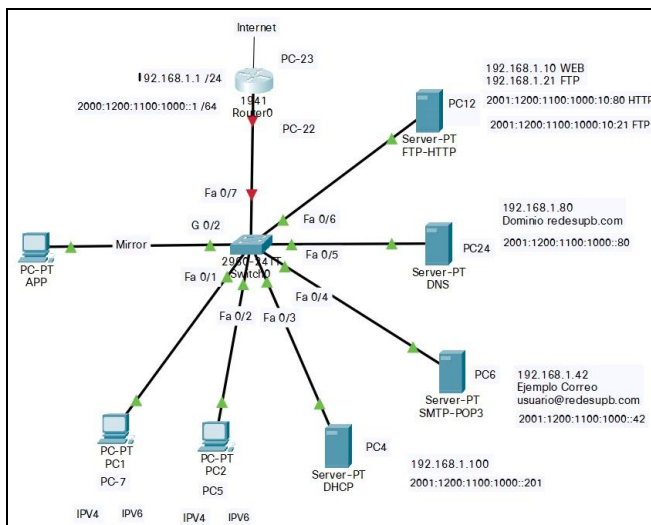 Internet
PC-23
192.168.1.1 /24
2000:1200:1100:1000::1 /64
1941
Router0
PC-22
192.168.1.10 WEB
192.168.1.21 FTP
PC12
2001:1200:1100:1000:10:80 HTTP
2001:1200:1100:1000:10:21 FTP
Server-PT
FTP-HTTP
Fa 0/7
Fa 0/6
G 0/2
Mirror
PC-PT
APP
2960-24TT
Switch0
Fa 0/5
192.168.1.80
Dominio redesupb.com
PC24
2001:1200:1100:1000::80
Server-PT
DNS
Fa 0/1
Fa 0/2
Fa 0/3
Fa 0/4
PC6
192.168.1.42
Ejemplo Correo
usuario@redesupb.com
2001:1200:1100:1000::42
Server-PT
SMTP-POP3
PC-PT
PC1
PC-7
IPV4 IPV6
PC-PT
PC2
PC5
IPV4 IPV6
PC4
Server-PT
DHCP
192.168.1.100
2001:1200:1100:1000::201